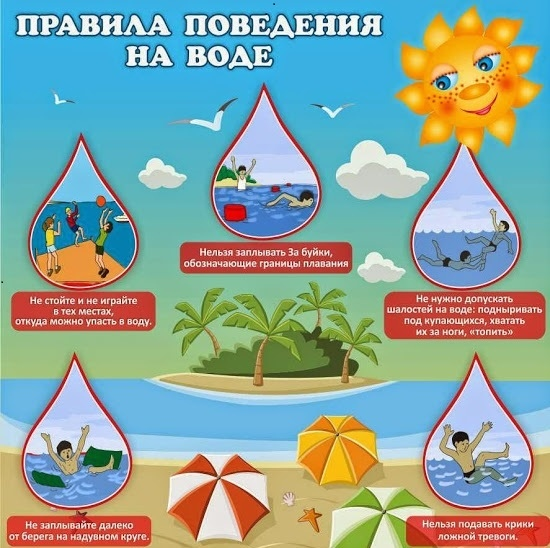 ПРАВИЛА ПОВЕДЕНИЯ
НА ВОДЕ
Нельзя заплывать За буйки,
обозначающие границы плавания
Не стойте и не играйте
в тех местах,
откуда можно упасть в воду.
Не нужно допускать
шалостей на воде: подныривать
под купающихся, хватать
их за ноги, «топить»
Не заплывайте далеко
от берега на надувном круге.
Нельзя подавать крики
ложной тревоги.